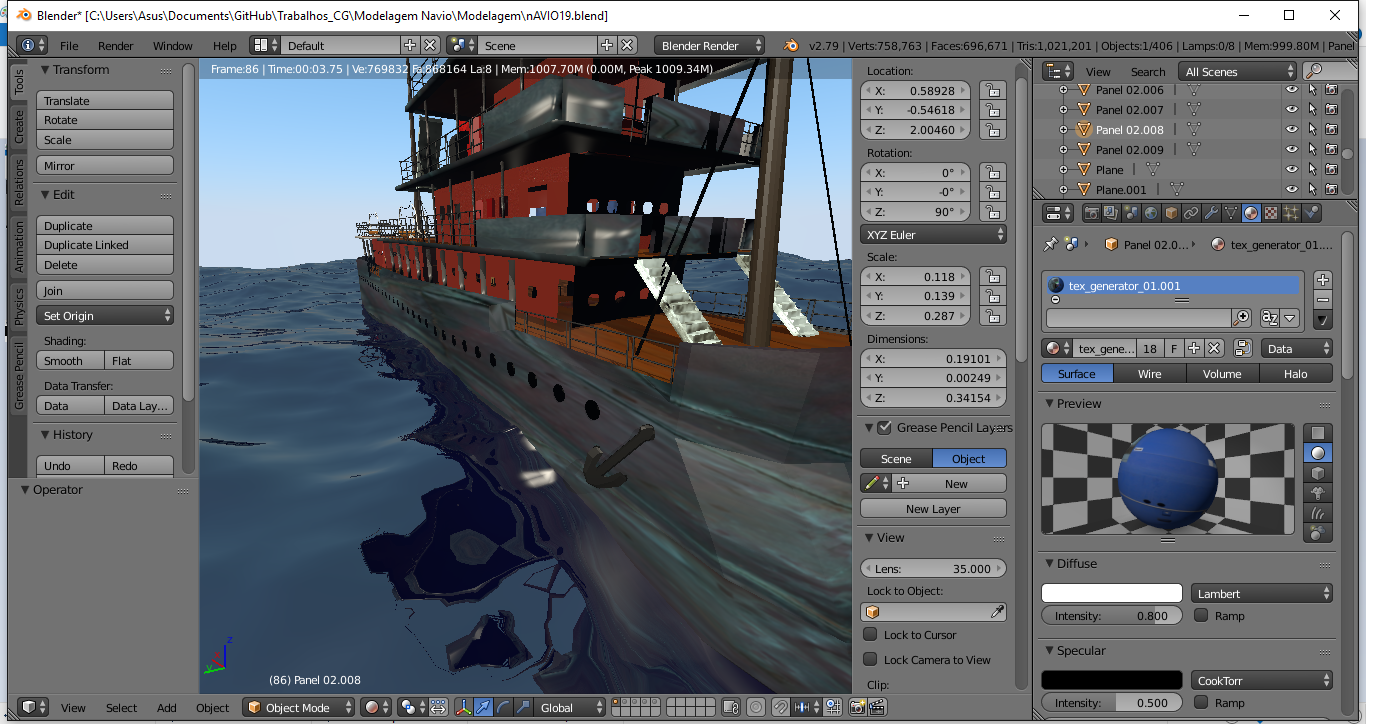 Blender* [C:\Users\Asus\Documents\GitHub\Trabalhos_CG\Modelagem Navio\Modelagem\nAVIO19.blend]
File Render Window Help Default Scene Blender Render v2.79 | Verts:758,763 | Faces:696,671 | Tris:1,021,201 | Objects:1/406 | Lamps:0/8 | Mem:999.80M | Panel
Tools
Create
Relations
Animation
Physics
Grease Pencil
Transform
Translate
Rotate
Scale
Mirror
Edit
Duplicate
Duplicate Linked
Delete
Join
Set Origin
Shading:
Smooth Flat
Data Transfer:
Data Data Lay...
History
Undo Redo
Operator
Frame:86 | Time:00:03.75 | Ve:769832 Fa:868164 La:8 | Mem:1007.70M (0.00M, Peak 1009.34M)
z
y
(86) Panel 02.008
Location:
X: 0.58928
Y: -0.54618
Z: 2.00460
Rotation:
X: 0°
Y: -0°
Z: 90°
XYZ Euler
Scale:
X: 0.118
Y: 0.139
Z: 0.287
Dimensions:
X: 0.19101
Y: 0.00249
Z: 0.34154
Grease Pencil Layers
Scene Object
New
New Layer
View
Lens: 35.000
Lock to Object:
Lock to Cursor
Lock Camera to View
Clip:
View Select Add Object Object Mode Global
View Search All Scenes
Panel 02.006
Panel 02.007
Panel 02.008
Panel 02.009
Plane
Plane.001
Panel 02.0... tex_generator_01....
tex_generator_01.001
tex_gene... 18 F Data
Surface Wire Volume Halo
Preview
Diffuse
Lambert
Intensity: 0.800 Ramp
Specular
CookTorr
Intensity: 0.500 Ramp